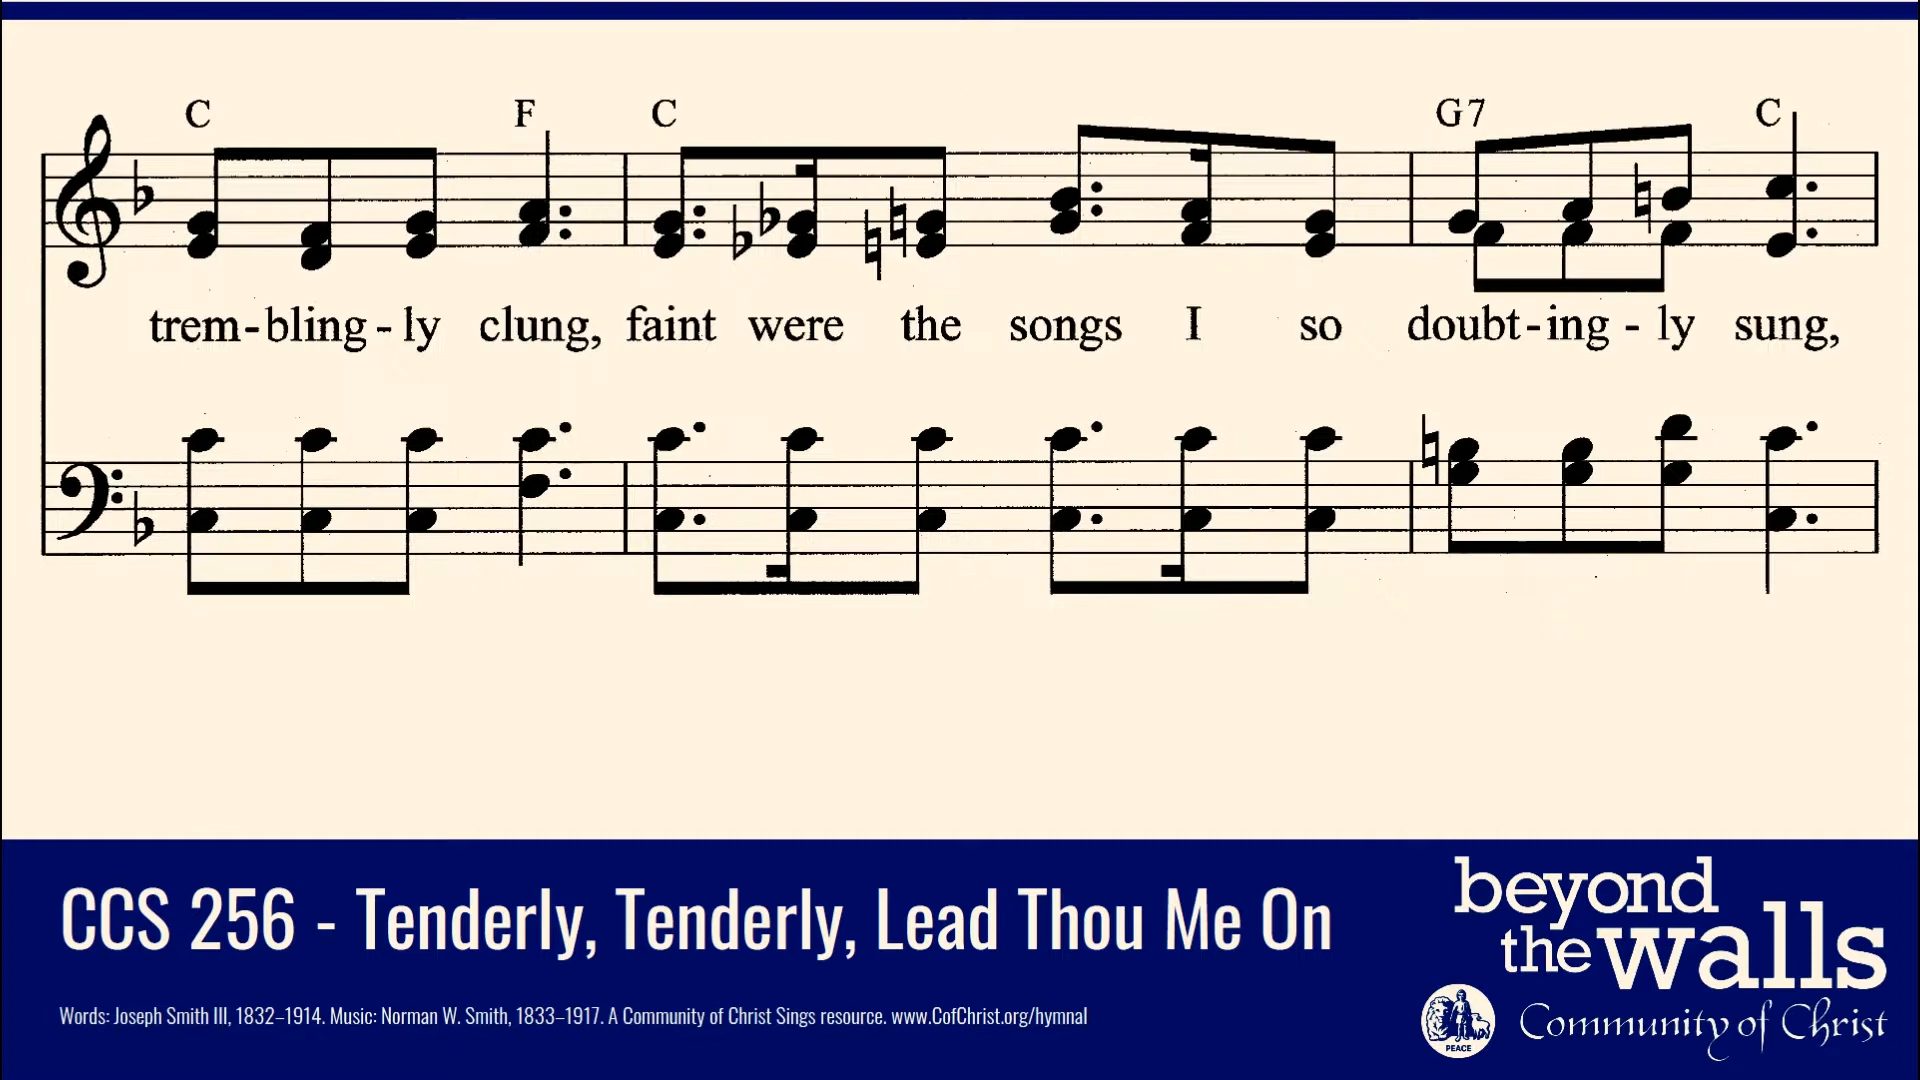 C F C G7 C
trem-bling-ly clung, faint were the songs I so doubt-ing-ly sung,
CCS 256 - Tenderly, Tenderly, Lead Thou Me On
Words: Joseph Smith III, 1832–1914. Music: Norman W. Smith, 1833–1917. A Community of Christ Sings resource. www.CofChrist.org/hymnal
beyond
the walls
PEACE
Community of Christ